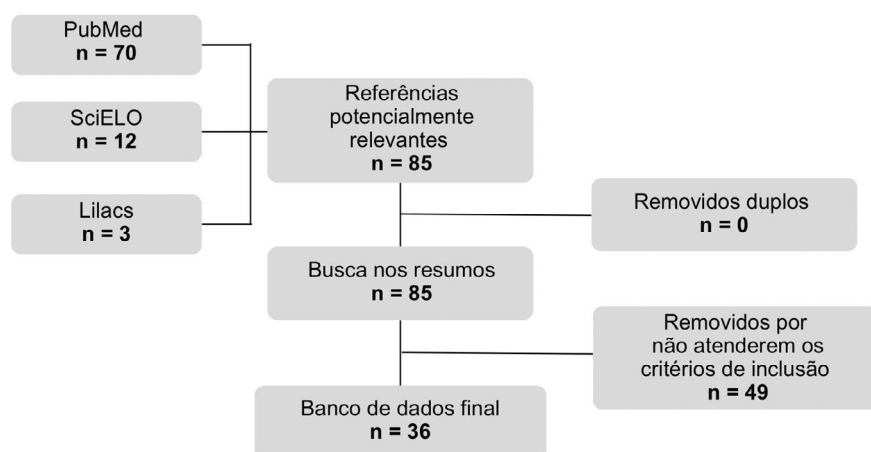 PubMed
n = 70
SciELO
n = 12
Lilacs
n = 3
Referências
potencialmente
relevantes
n = 85
Removidos duplos
n = 0
Busca nos resumos
n = 85
Removidos por
não atenderem os
critérios de inclusão
n = 49
Banco de dados final
n = 36